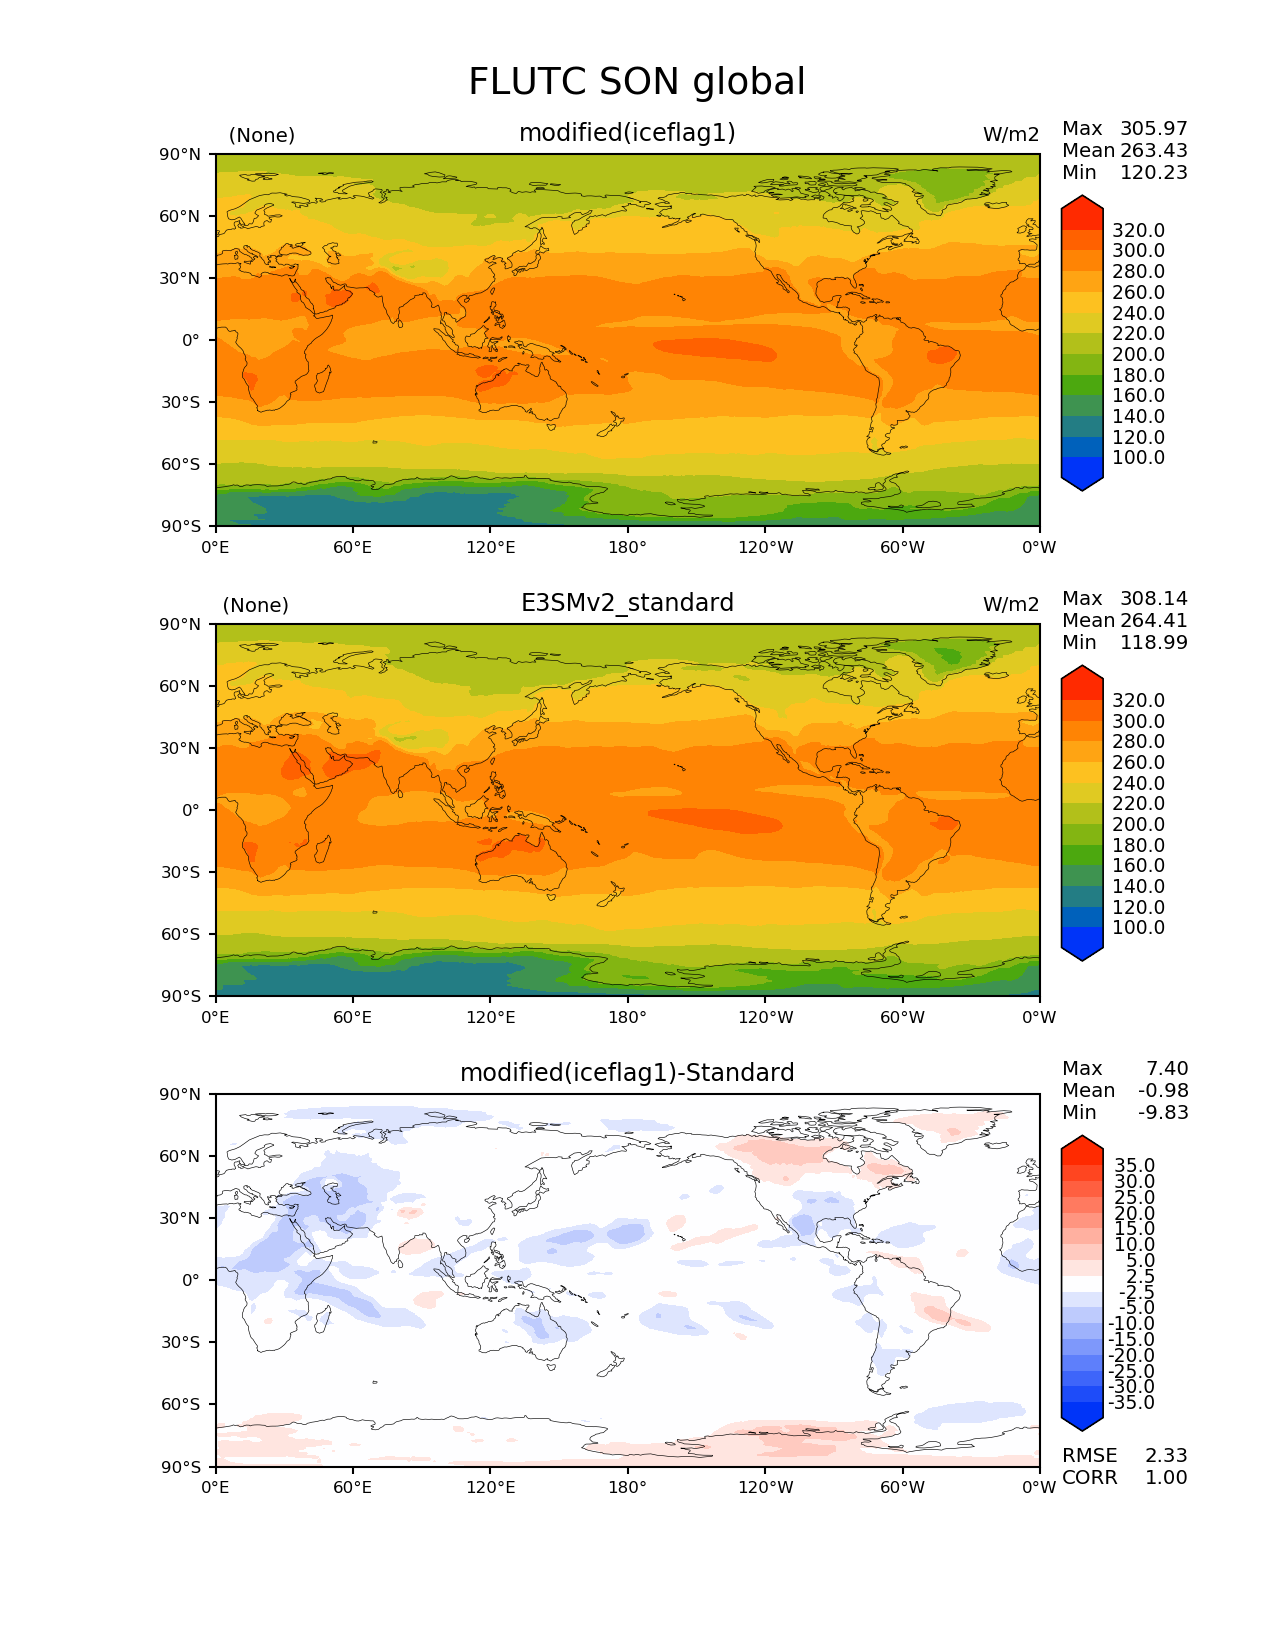 FLUTC SON global
(None) modified(iceflag1) W/m2
Max 305.97
Mean 263.43
Min 120.23
90°N
60°N
30°N
0°
30°S
60°S
90°S
0°E 60°E 120°E 180° 120°W 60°W 0°W
320.0
300.0
280.0
260.0
240.0
220.0
200.0
180.0
160.0
140.0
120.0
100.0
(None) E3SMv2_standard W/m2
Max 308.14
Mean 264.41
Min 118.99
90°N
60°N
30°N
0°
30°S
60°S
90°S
0°E 60°E 120°E 180° 120°W 60°W 0°W
320.0
300.0
280.0
260.0
240.0
220.0
200.0
180.0
160.0
140.0
120.0
100.0
modified(iceflag1)-Standard
Max 7.40
Mean -0.98
Min -9.83
90°N
60°N
30°N
0°
30°S
60°S
90°S
0°E 60°E 120°E 180° 120°W 60°W 0°W
35.0
30.0
25.0
20.0
15.0
10.0
5.0
2.5
-2.5
-5.0
-10.0
-15.0
-20.0
-25.0
-30.0
-35.0
RMSE 2.33
CORR 1.00